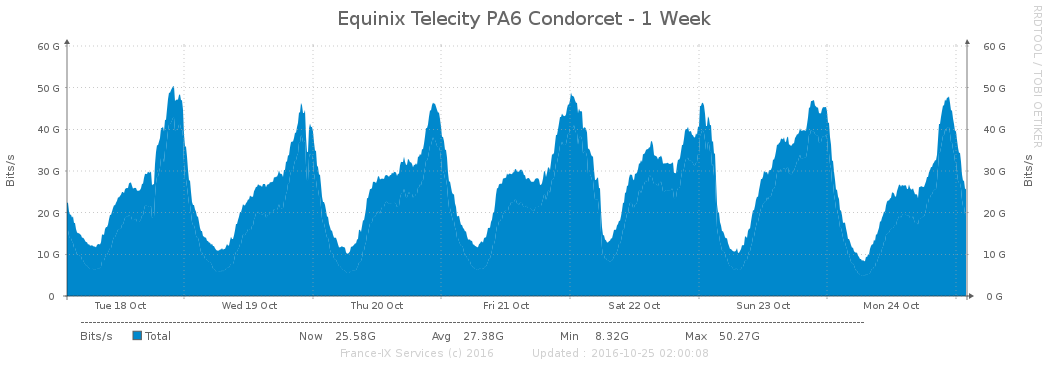 Equinix Telecity PA6 Condorcet - 1 Week
RRDTOOL / TOBI OETIKER
Bits/s
60 G
50 G
40 G
30 G
20 G
10 G
0
60 G
50 G
40 G
30 G
20 G
10 G
0 G
Bits/s
Tue 18 Oct Wed 19 Oct Thu 20 Oct Fri 21 Oct Sat 22 Oct Sun 23 Oct Mon 24 Oct
Bits/s Total Now 25.58G Avg 27.38G Min 8.32G Max 50.27G
France-IX Services (c) 2016 Updated : 2016-10-25 02:00:08